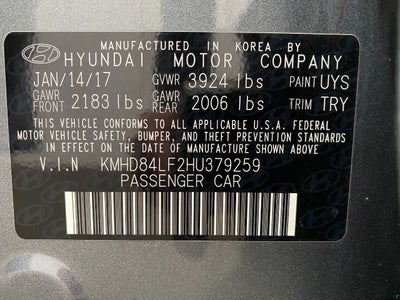 MANUFACTURED IN KOREA BY
HYUNDAI MOTOR COMPANY
JAN/14/17 GVWR 3924 lbs PAINT UYS
GAWR FRONT 2183 lbs GAWR REAR 2006 lbs TRIM TRY
THIS VEHICLE CONFORMS TO ALL APPLICABLE U.S.A. FEDERAL
MOTOR VEHICLE SAFETY, BUMPER, AND THEFT PREVENTION STANDARDS
IN EFFECT ON THE DATE OF MANUFACTURE SHOWN ABOVE.
V.I.N KMHD84LF2HU379259
PASSENGER CAR